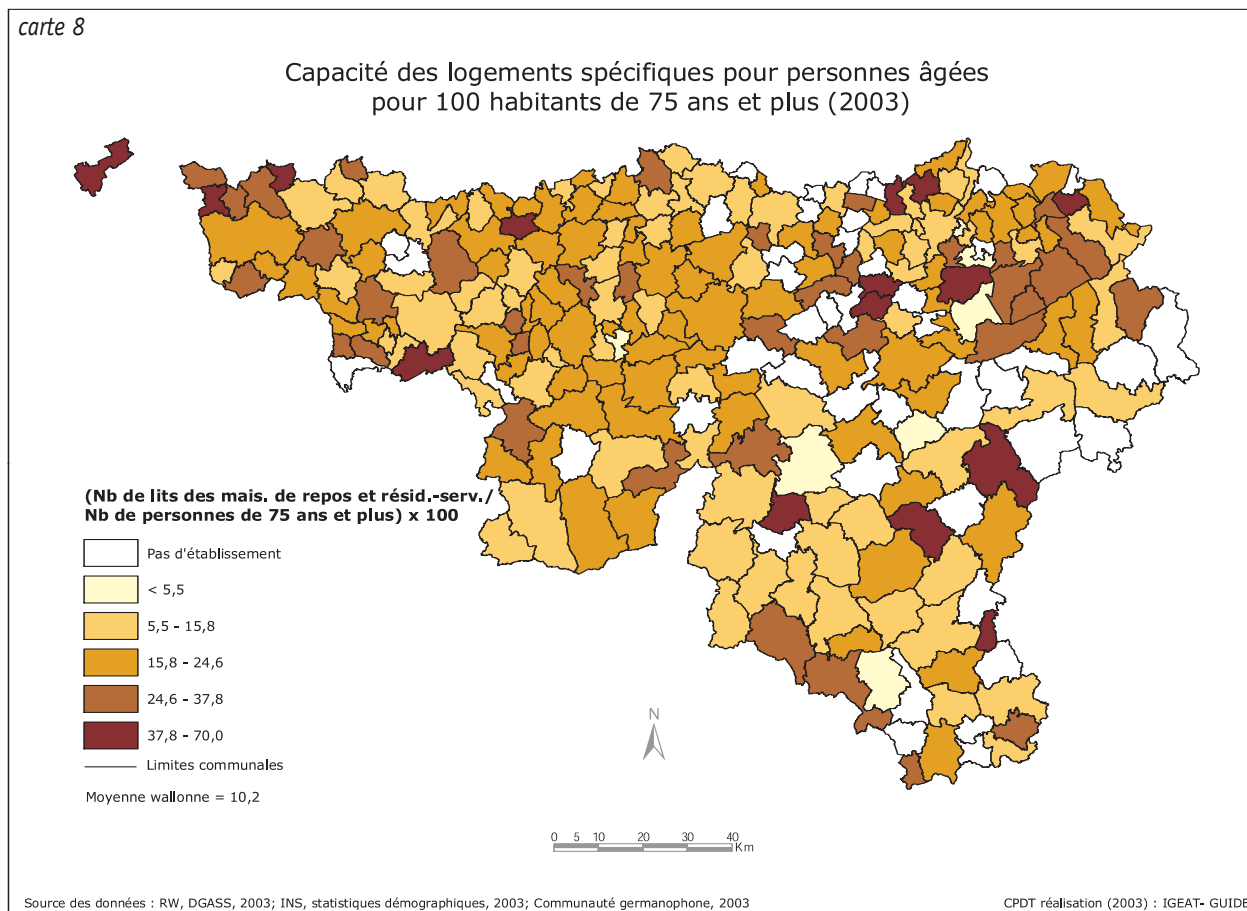 carte 8
Capacité des logements spécifiques pour personnes âgées
pour 100 habitants de 75 ans et plus (2003)
(Nb de lits des mais. de repos et résid.-serv./
Nb de personnes de 75 ans et plus) x 100
Pas d'établissement
< 5,5
5,5 - 15,8
15,8 - 24,6
24,6 - 37,8
37,8 - 70,0
Limites communales
Moyenne wallonne = 10,2
N
0 5 10 20 30 40
Km
Source des données : RW, DGASS, 2003; INS, statistiques démographiques, 2003; Communauté germanophone, 2003
CPDT réalisation (2003) : IGEAT- GUIDE